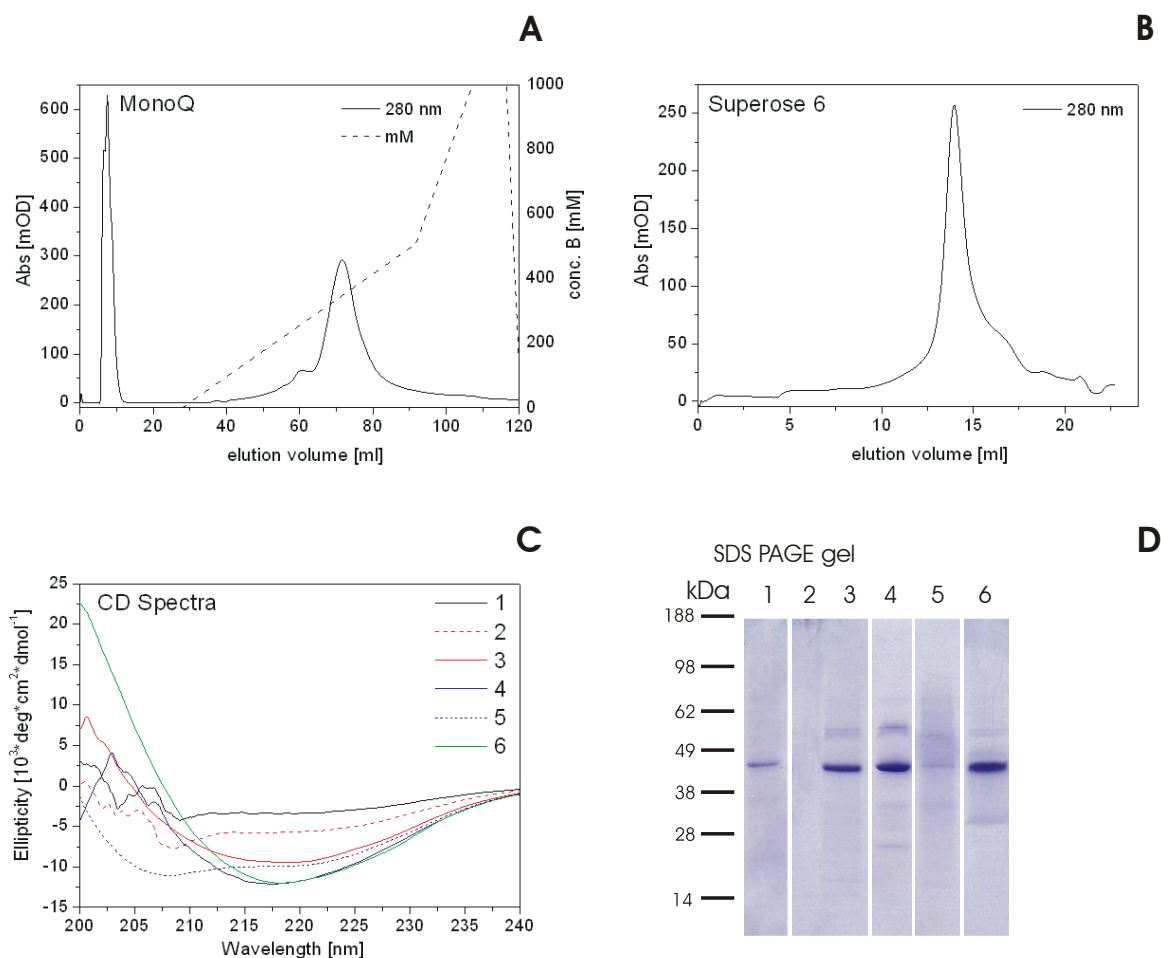 A
MonoQ
280 nm
mM
600
500
400
300
200
100
0
Abs [mOD]
1000
800
600
400
200
0
conc. B [mM]
0 20 40 60 80 100 120
elution volume [ml]
B
Superose 6
280 nm
250
200
150
100
50
0
Abs [mOD]
0 5 10 15 20
elution volume [ml]
C
CD Spectra
1
2
3
4
5
6
25
20
15
10
5
0
-5
-10
-15
Ellipticity [10³*deg*cm²*dmol⁻¹]
200 205 210 215 220 225 230 235 240
Wavelength [nm]
D
SDS PAGE gel
kDa 1 2 3 4 5 6
188
98
62
49
38
28
14